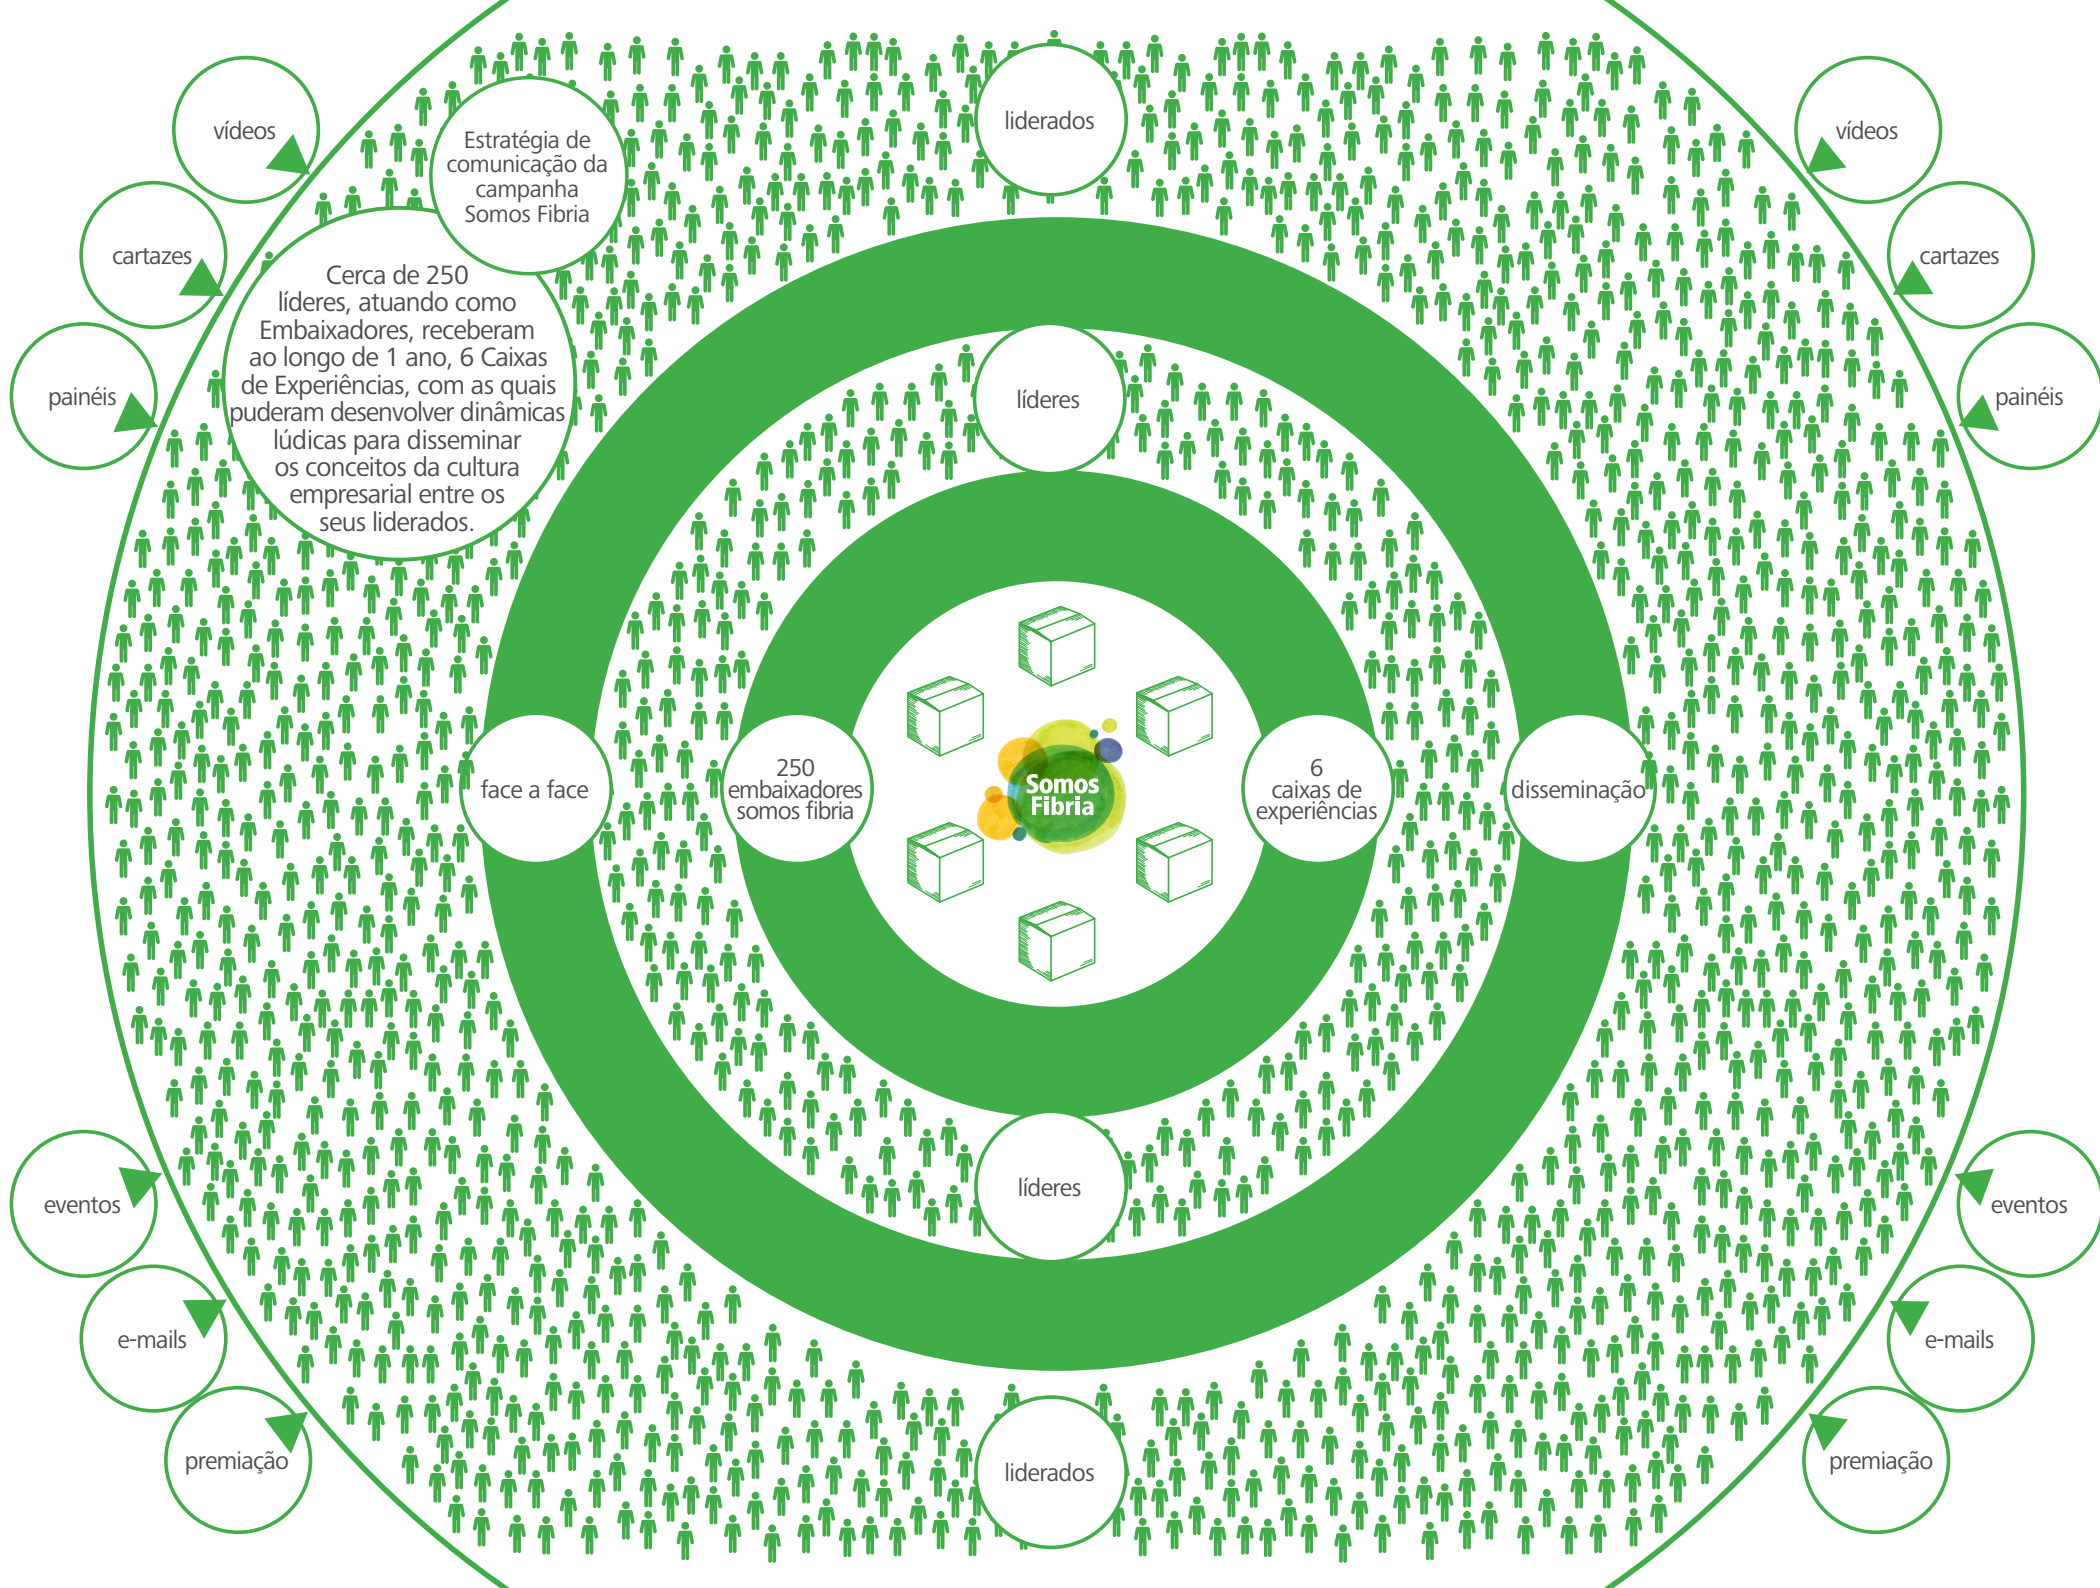 vídeos
cartazes
painéis
Estratégia de
comunicação da
campanha
Somos Fibria
Cerca de 250
líderes, atuando como
Embaixadores, receberam
ao longo de 1 ano, 6 Caixas
de Experiências, com as quais
puderam desenvolver dinâmicas
lúdicas para disseminar
os conceitos da cultura
empresarial entre os
seus liderados.
liderados
líderes
vídeos
cartazes
painéis
face a face
250
embaixadores
somos fibria
Somos
Fibria
6
caixas de
experiências
disseminação
eventos
e-mails
premiação
líderes
liderados
eventos
e-mails
premiação